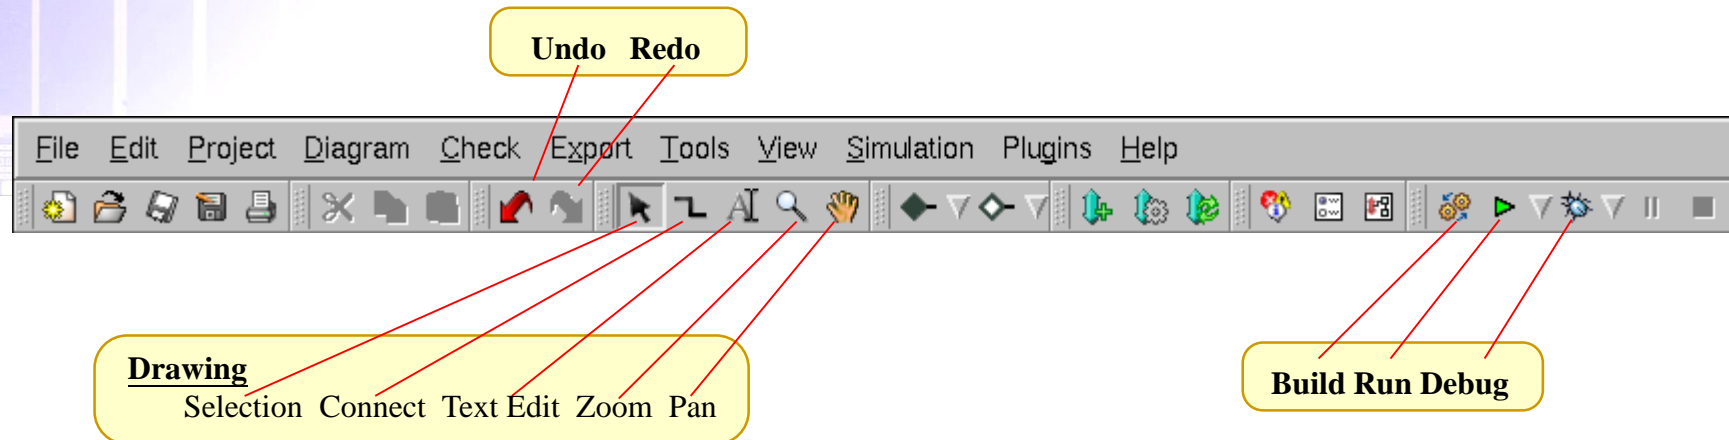 Undo Redo
File Edit Project Diagram Check Export Tools View Simulation Plugins Help
Drawing
Selection Connect Text Edit Zoom Pan
Build Run Debug